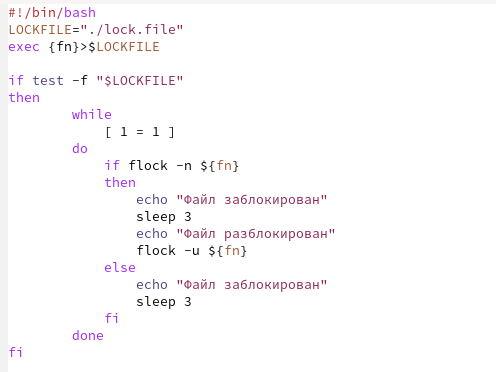 #!/bin/bash
LOCKFILE="./lock.file"
exec {fn}>$LOCKFILE

if test -f "$LOCKFILE"
then
        while
            [ 1 = 1 ]
        do
            if flock -n ${fn}
            then
                echo "Файл заблокирован"
                sleep 3
                echo "Файл разблокирован"
                flock -u ${fn}
            else
                echo "Файл заблокирован"
                sleep 3
            fi
        done
fi